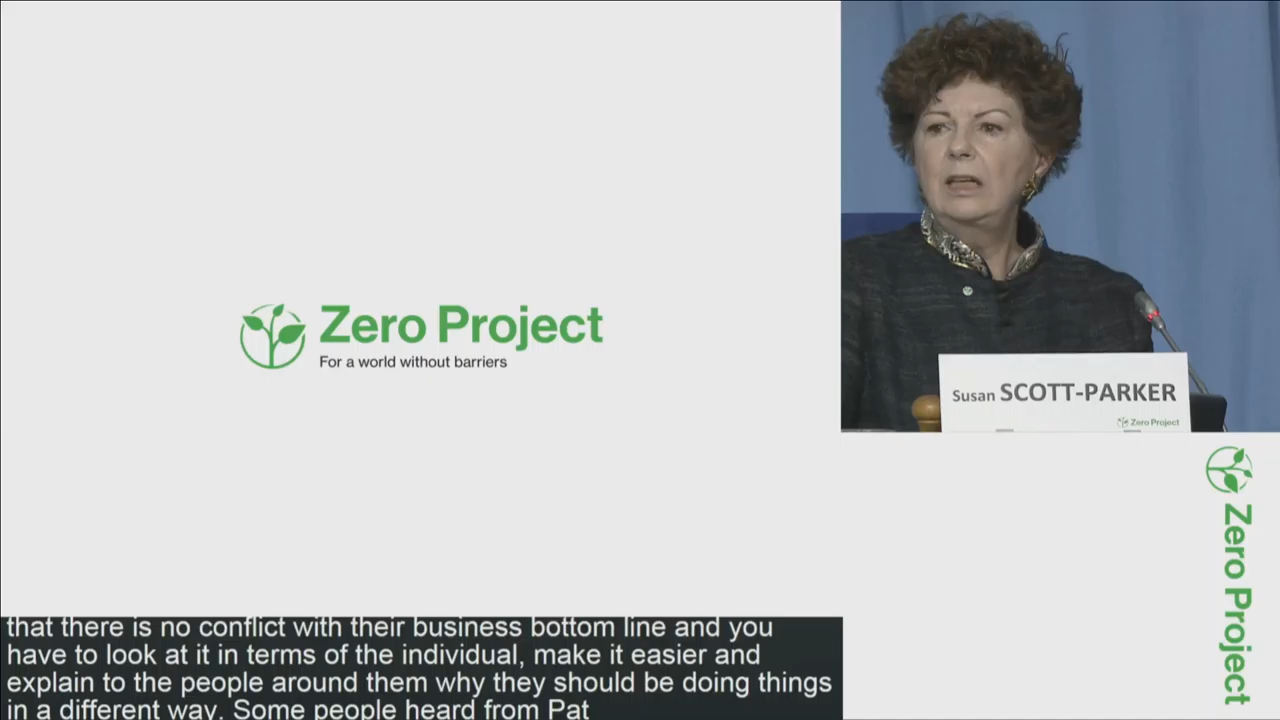 Zero Project
For a world without barriers
Susan SCOTT-PARKER
Zero Project
Zero Project
that there is no conflict with their business bottom line and you
have to look at it in terms of the individual, make it easier and
explain to the people around them why they should be doing things
in a different way. Some people heard from Pat